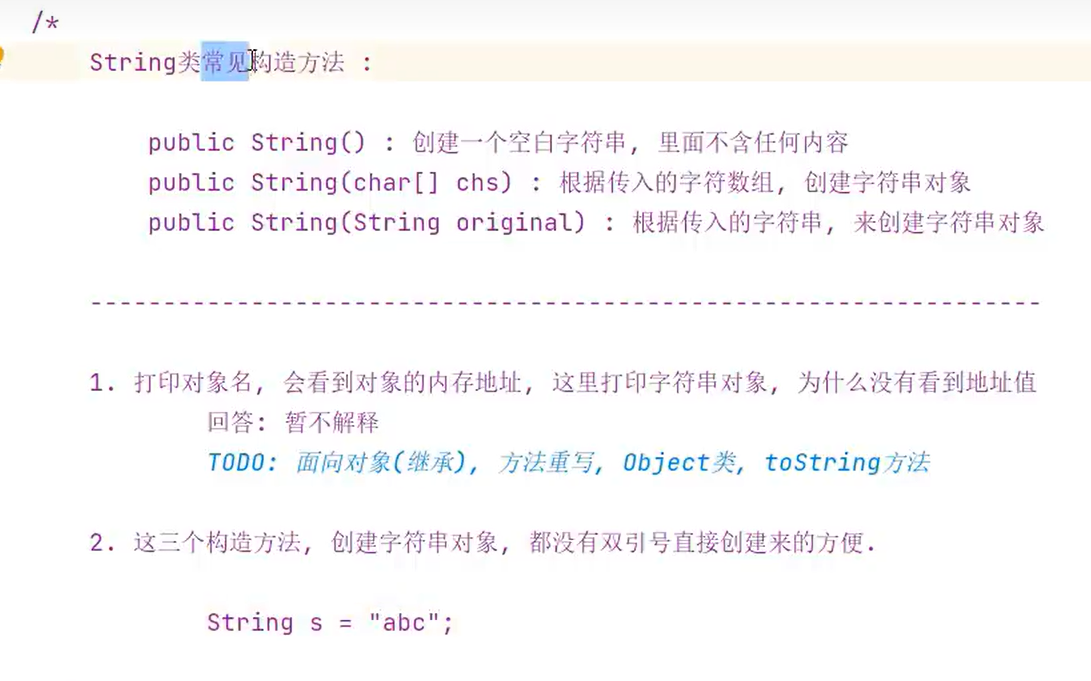 /*
String类常见构造方法 :
public String() : 创建一个空白字符串, 里面不含任何内容
public String(char[] chs) : 根据传入的字符数组, 创建字符串对象
public String(String original) : 根据传入的字符串, 来创建字符串对象
-----------------------------------------------------------------
1. 打印对象名, 会看到对象的内存地址, 这里打印字符串对象, 为什么没有看到地址值
回答: 暂不解释
TODO: 面向对象(继承), 方法重写, Object类, toString方法
2. 这三个构造方法, 创建字符串对象, 都没有双引号直接创建来的方便.
String s = "abc";